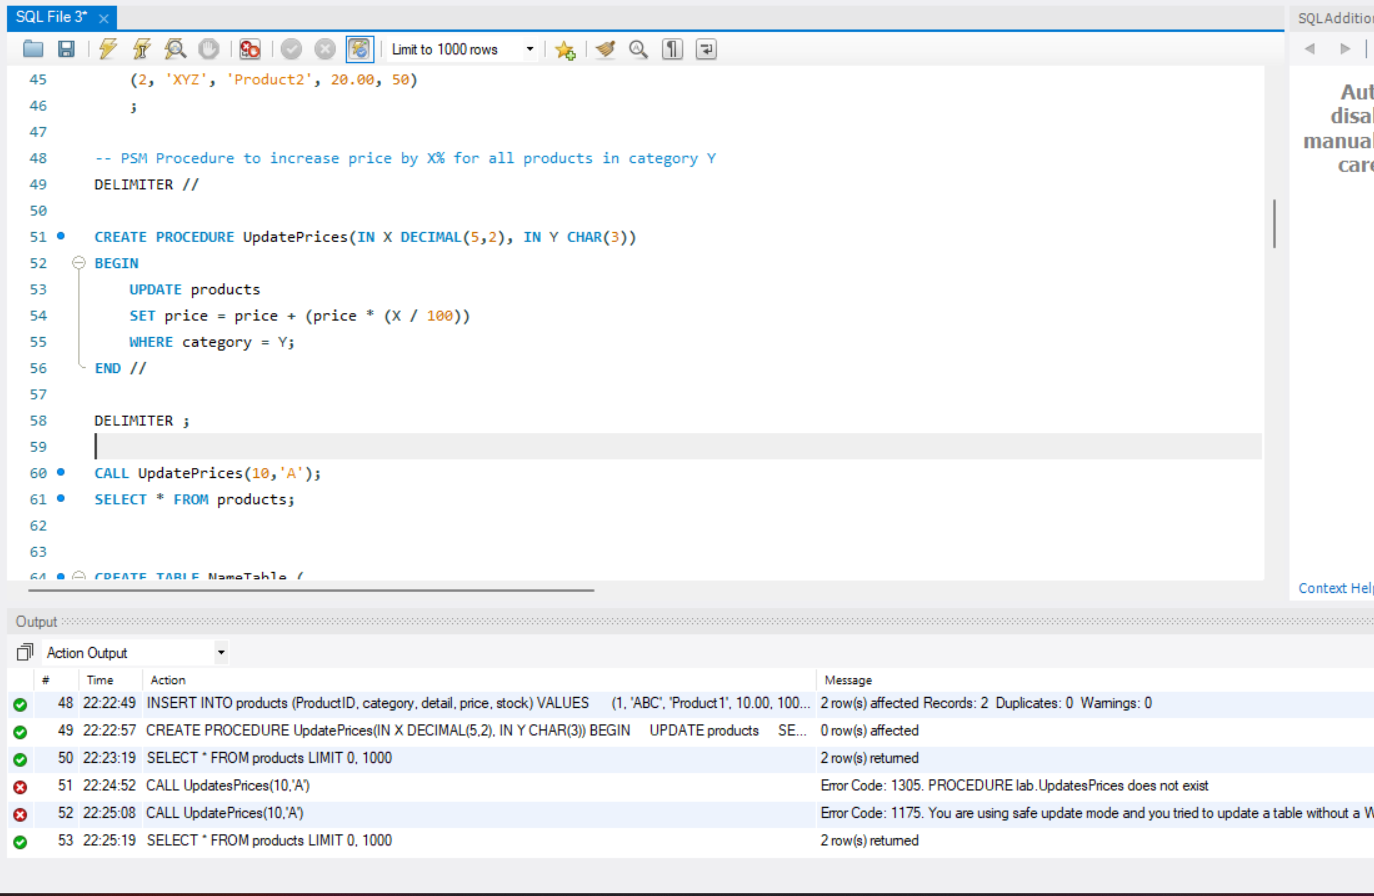 SQL File 3*
SQLAddition
Limit to 1000 rows
45 (2, 'XYZ', 'Product2', 20.00, 50)
46 ;
47
48 -- PSM Procedure to increase price by X% for all products in category Y
49 DELIMITER //
50
51 CREATE PROCEDURE UpdatePrices(IN X DECIMAL(5,2), IN Y CHAR(3))
52 BEGIN
53 UPDATE products
54 SET price = price + (price * (X / 100))
55 WHERE category = Y;
56 END //
57
58 DELIMITER ;
59
60 CALL UpdatePrices(10,'A');
61 SELECT * FROM products;
62
63
64 CREATE TABLE NameTable (
Aut
disal
manual
care
Context Help
Output
Action Output
# Time Action Message
48 22:22:49 INSERT INTO products (ProductID, category, detail, price, stock) VALUES (1, 'ABC', 'Product1', 10.00, 100... 2 row(s) affected Records: 2 Duplicates: 0 Warnings: 0
49 22:22:57 CREATE PROCEDURE UpdatePrices(IN X DECIMAL(5,2), IN Y CHAR(3)) BEGIN UPDATE products SE... 0 row(s) affected
50 22:23:19 SELECT * FROM products LIMIT 0, 1000 2 row(s) returned
51 22:24:52 CALL UpdatesPrices(10,'A') Error Code: 1305. PROCEDURE lab.UpdatesPrices does not exist
52 22:25:08 CALL UpdatePrices(10,'A') Error Code: 1175. You are using safe update mode and you tried to update a table without a W
53 22:25:19 SELECT * FROM products LIMIT 0, 1000 2 row(s) returned